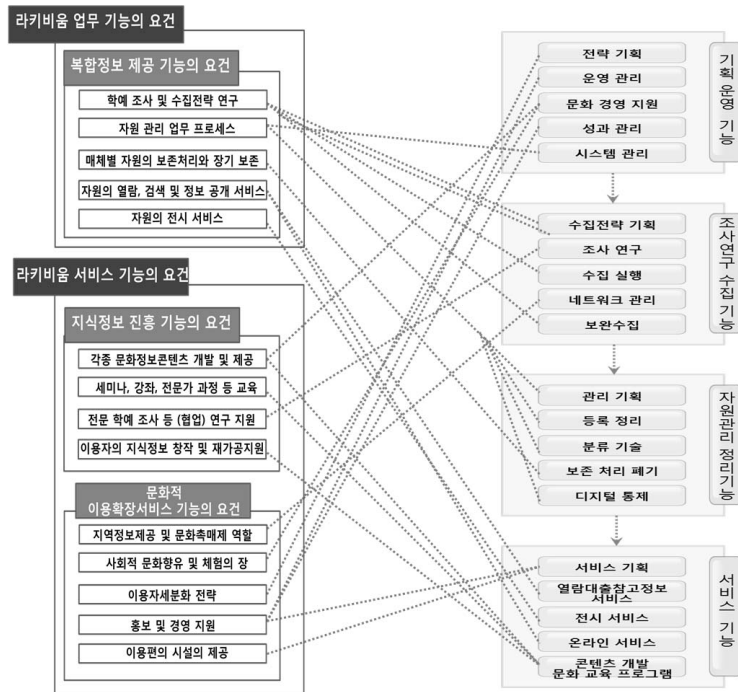 라키비움 업무 기능의 요건
복합정보 제공 기능의 요건
학예 조사 및 수집전략 연구
자원 관리 업무 프로세스
매체별 자원의 보존처리와 장기 보존
자원의 열람, 검색 및 정보 공개 서비스
자원의 전시 서비스
라키비움 서비스 기능의 요건
지식정보 진흥 기능의 요건
각종 문화정보콘텐츠 개발 및 제공
세미나, 강좌, 전문가 과정 등 교육
전문 학예 조사 등 (협업) 연구 지원
이용자의 지식정보 창작 및 재가공지원
문화적
이용확장서비스 기능의 요건
지역정보제공 및 문화촉매제 역할
사회적 문화향유 및 체험의 장
이용자세분화 전략
홍보 및 경영 지원
이용편의 시설의 제공
전략 기획
운영 관리
문화 경영 지원
성과 관리
시스템 관리
기획 운영 기능
수집전략 기획
조사 연구
수집 실행
네트워크 관리
보완수집
조사연구 수집 기능
관리 기획
등록 정리
분류 기술
보존 처리 폐기
디지털 통제
자원관리 정리기능
서비스 기획
열람대출참고정보
서비스
전시 서비스
온라인 서비스
콘텐츠 개발
문화 교육 프로그램
서비스 기능